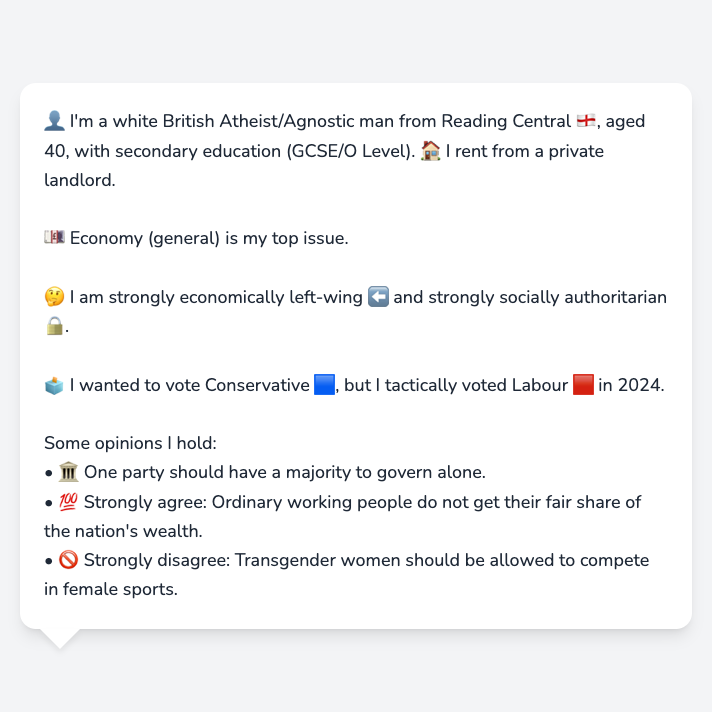 👤 I'm a white British Atheist/Agnostic man from Reading Central 🏴󠁧󠁢󠁥󠁮󠁧󠁿, aged
40, with secondary education (GCSE/O Level). 🏠 I rent from a private
landlord.
💷 Economy (general) is my top issue.
🤔 I am strongly economically left-wing ⬅️ and strongly socially authoritarian
🔒.
🗳️ I wanted to vote Conservative 🟦, but I tactically voted Labour 🟥 in 2024.
Some opinions I hold:
• 🏛️ One party should have a majority to govern alone.
• 💯 Strongly agree: Ordinary working people do not get their fair share of
the nation's wealth.
• 🚫 Strongly disagree: Transgender women should be allowed to compete
in female sports.